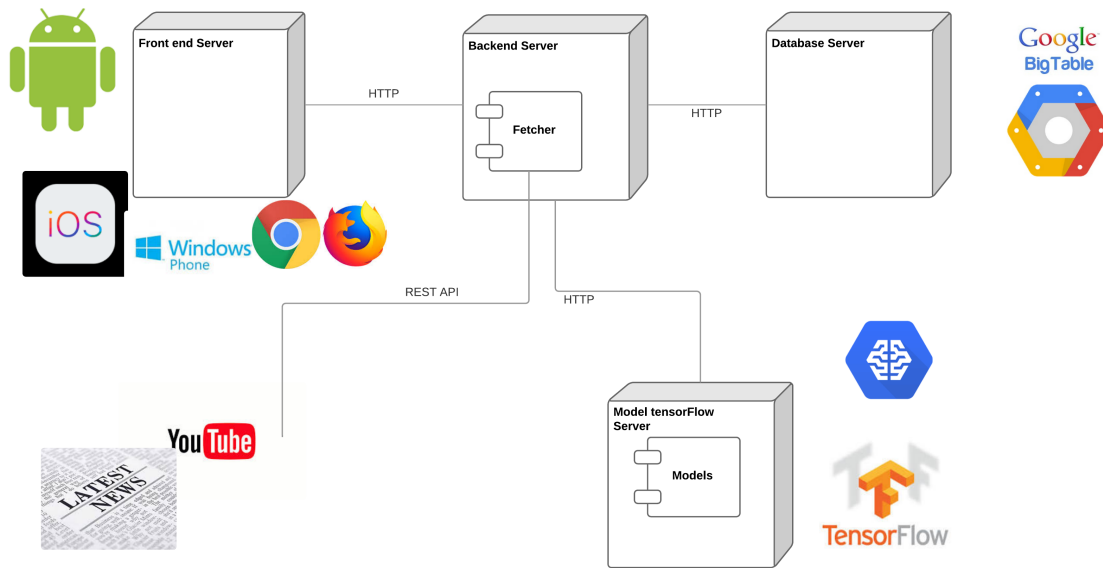 Front end Server
Backend Server
Database Server
Google
BigTable
HTTP
HTTP
Fetcher
iOS
Windows
Phone
REST API
HTTP
Model tensorFlow
Server
Models
YouTube
LATEST
NEWS
TensorFlow